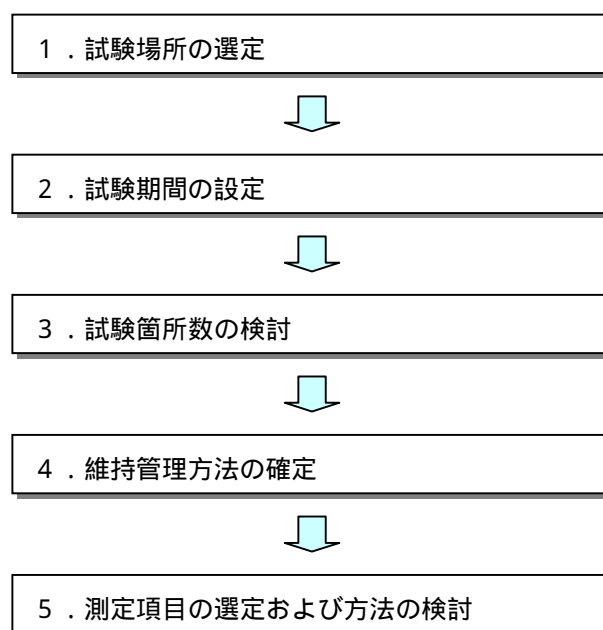 1 ．試験場所の選定
2 ．試験期間の設定
3 ．試験箇所数の検討
4 ．維持管理方法の確定
5 ．測定項目の選定および方法の検討